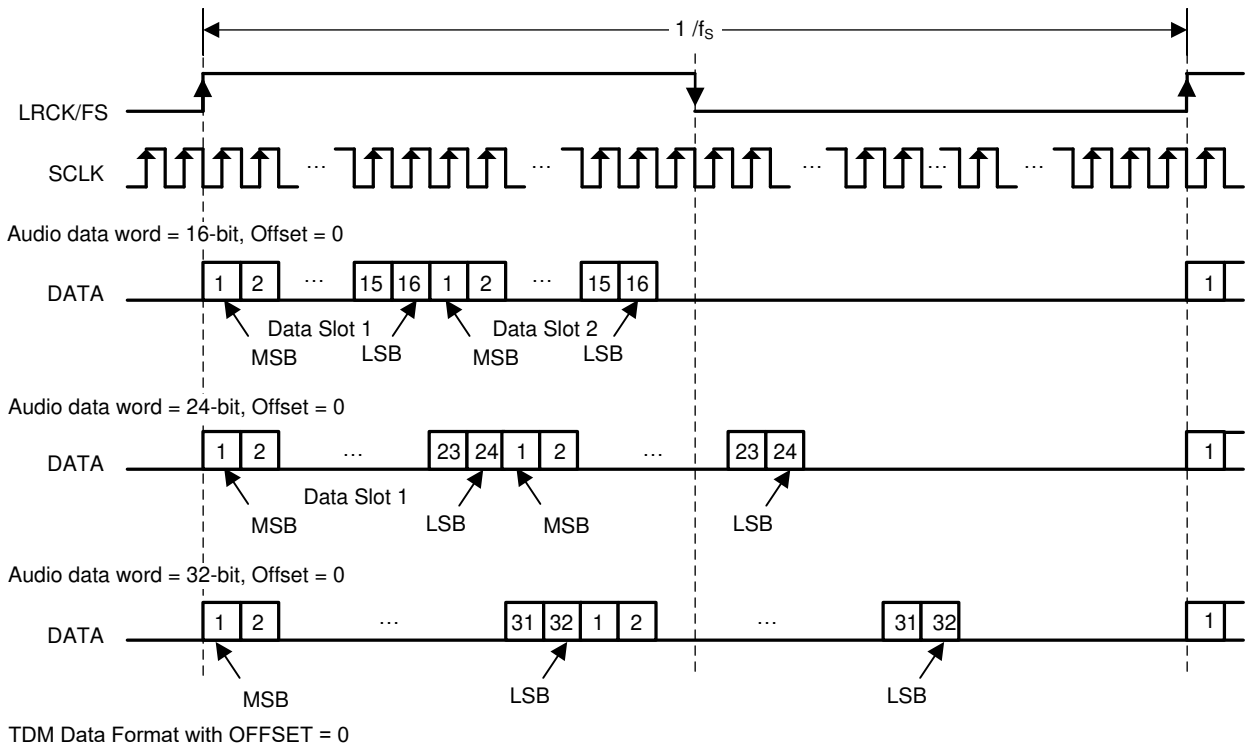 1 /fS
LRCK/FS
SCLK ... ... ... ... ...
Audio data word = 16-bit, Offset = 0
DATA 1 2 ... 15 16 1 2 ... 15 16 1
Data Slot 1 Data Slot 2
MSB LSB MSB LSB
Audio data word = 24-bit, Offset = 0
DATA 1 2 ... 23 24 1 2 ... 23 24 1
Data Slot 1
MSB LSB MSB LSB
Audio data word = 32-bit, Offset = 0
DATA 1 2 ... 31 32 1 2 ... 31 32 1
MSB LSB LSB
TDM Data Format with OFFSET = 0